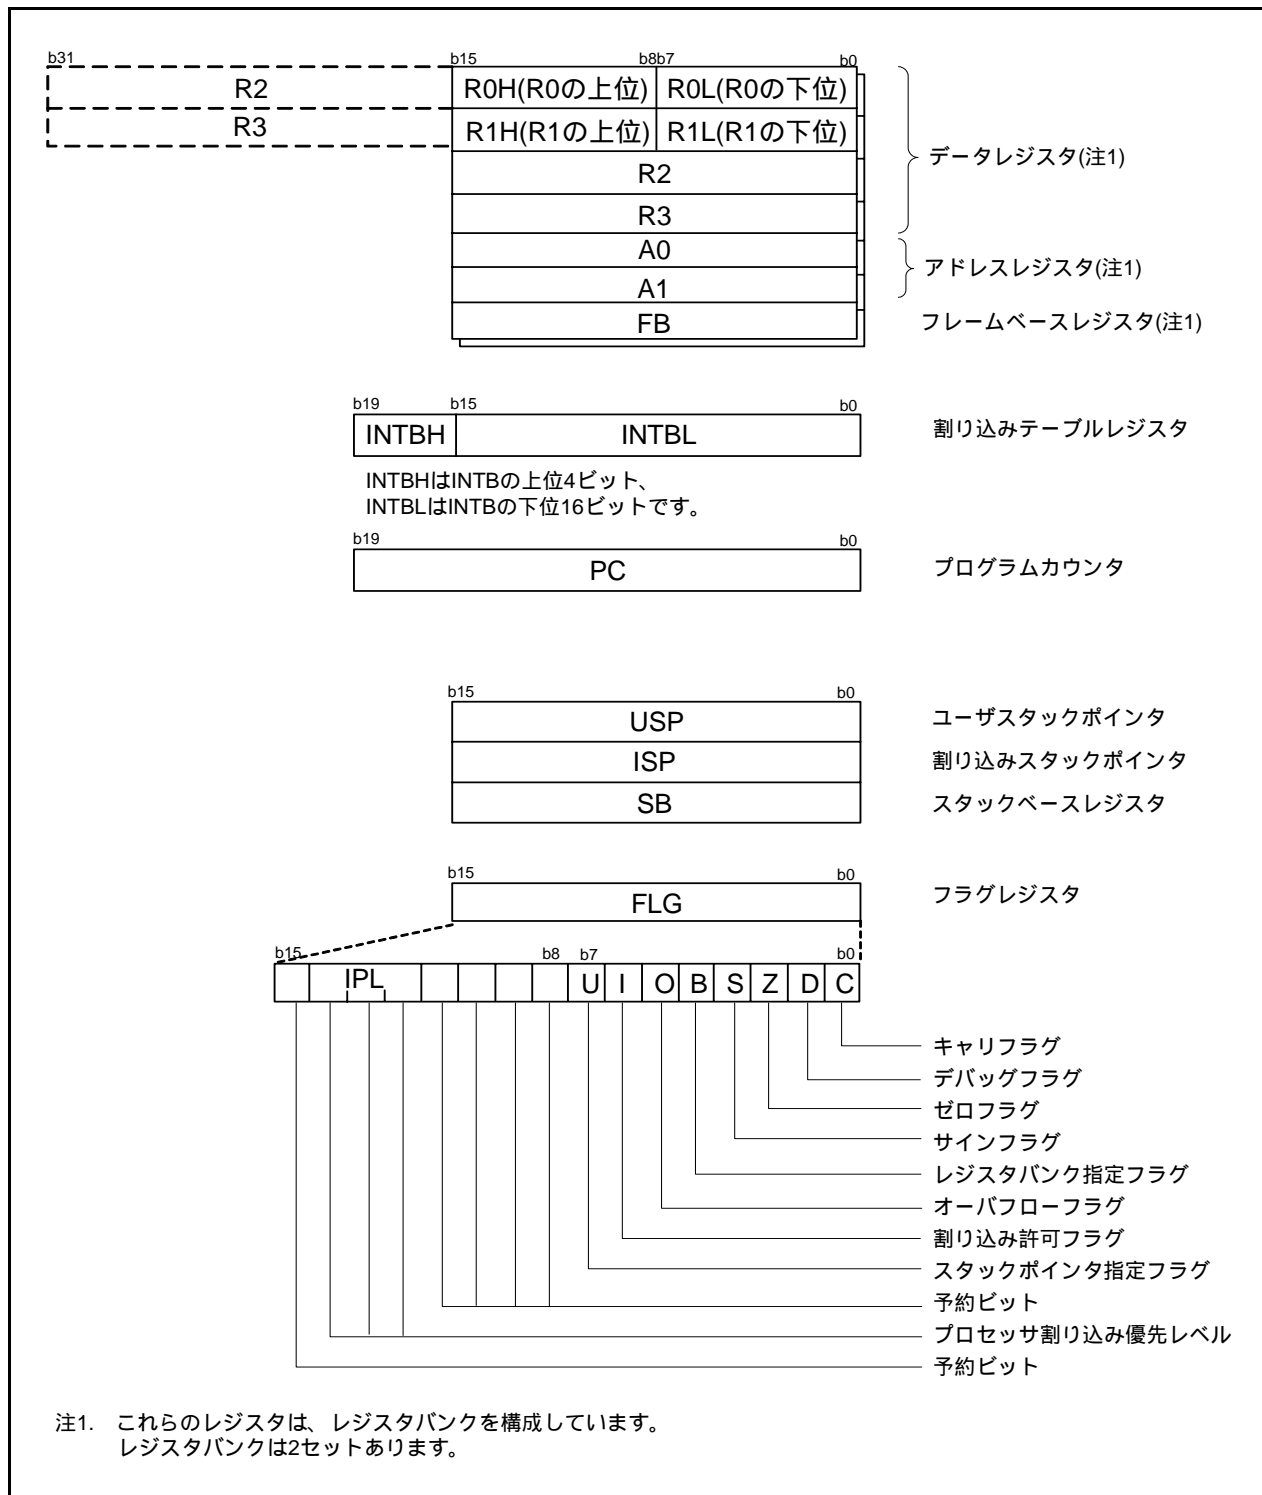 b31 b15 b8b7 b0
R2 R0H(R0の上位) R0L(R0の下位)
R3 R1H(R1の上位) R1L(R1の下位)
データレジスタ(注1)
R2
R3
A0
アドレスレジスタ(注1)
A1
FB フレームベースレジスタ(注1)
b19 b15 b0
INTBH INTBL 割り込みテーブルレジスタ
INTBHはINTBの上位4ビット、
INTBLはINTBの下位16ビットです。
b19 b0
PC プログラムカウンタ
b15 b0
USP ユーザスタックポインタ
ISP 割り込みスタックポインタ
SB スタックベースレジスタ
b15 b0
FLG フラグレジスタ
b15 b8 b7 b0
IPL U I O B S Z D C
キャリフラグ
デバッグフラグ
ゼロフラグ
サインフラグ
レジスタバンク指定フラグ
オーバフローフラグ
割り込み許可フラグ
スタックポインタ指定フラグ
予約ビット
プロセッサ割り込み優先レベル
予約ビット
注1. これらのレジスタは、レジスタバンクを構成しています。
レジスタバンクは2セットあります。